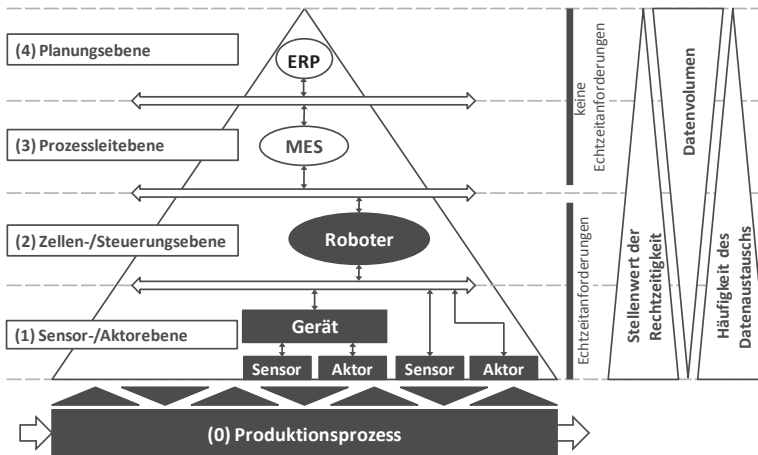 (4) Planungsebene
ERP
(3) Prozessleitebene
MES
(2) Zellen-/Steuerungsebene
Roboter
(1) Sensor-/Aktorebene
Gerät
Sensor
Aktor
Sensor
Aktor
(0) Produktionsprozess
keine
Echtzeitanforderungen
Echtzeitanforderungen
Stellenwert der
Rechtzeitigkeit
Datenvolumen
Häufigkeit des
Datenaustauschs